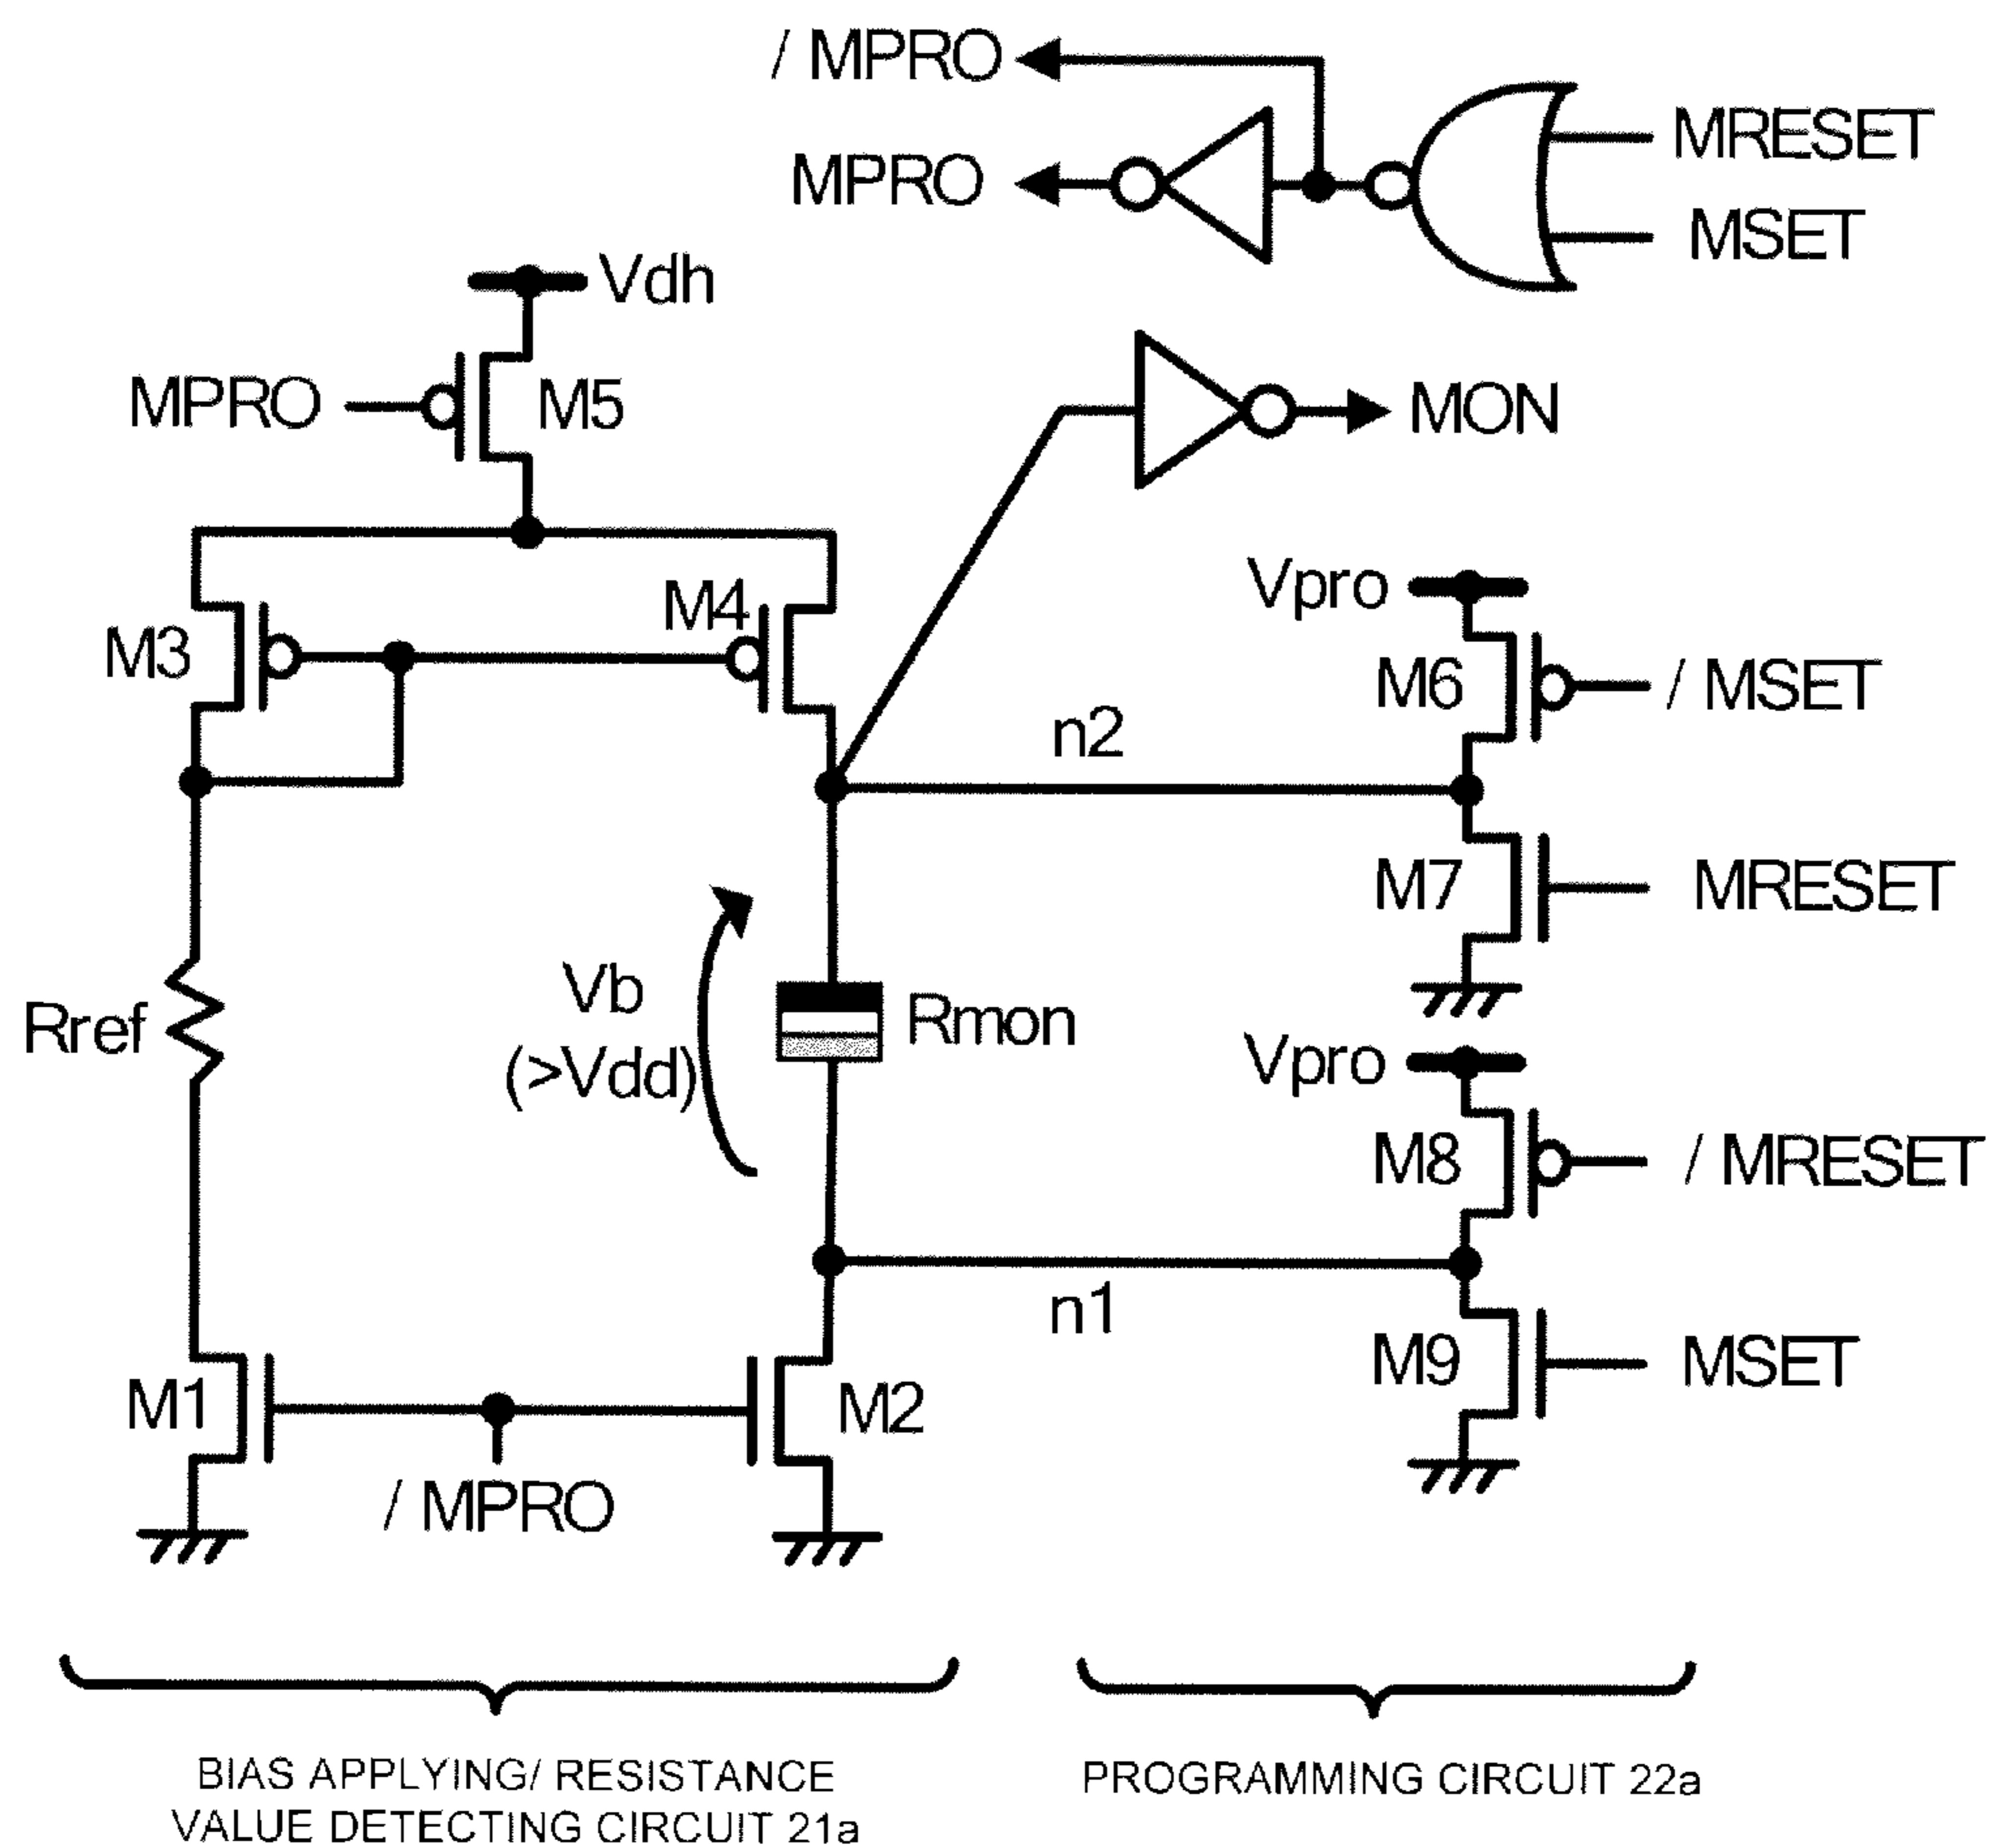 / MPRO
MRESET
MPRO
MSET
Vdh
MPRO
M5
MON
M3
M4
Vpro
M6
/ MSET
n2
M7
MRESET
Vb
(>Vdd)
Rref
Rmon
Vpro
M8
/ MRESET
n1
M9
MSET
M1
M2
/ MPRO
BIAS APPLYING/ RESISTANCE
VALUE DETECTING CIRCUIT 21a
PROGRAMMING CIRCUIT 22a